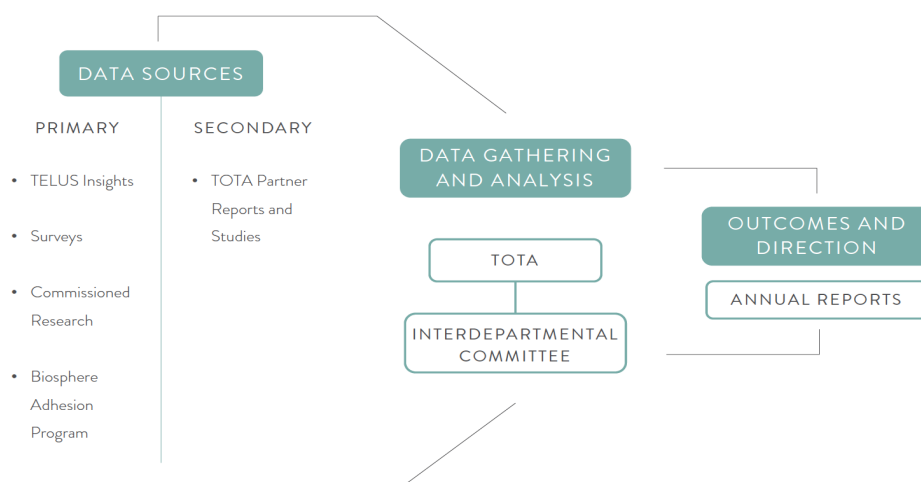 DATA SOURCES
PRIMARY
• TELUS Insights
• Surveys
• Commissioned
Research
• Biosphere
Adhesion
Program
SECONDARY
• TOTA Partner
Reports and
Studies
DATA GATHERING
AND ANALYSIS
TOTA
INTERDEPARTMENTAL
COMMITTEE
OUTCOMES AND
DIRECTION
ANNUAL REPORTS